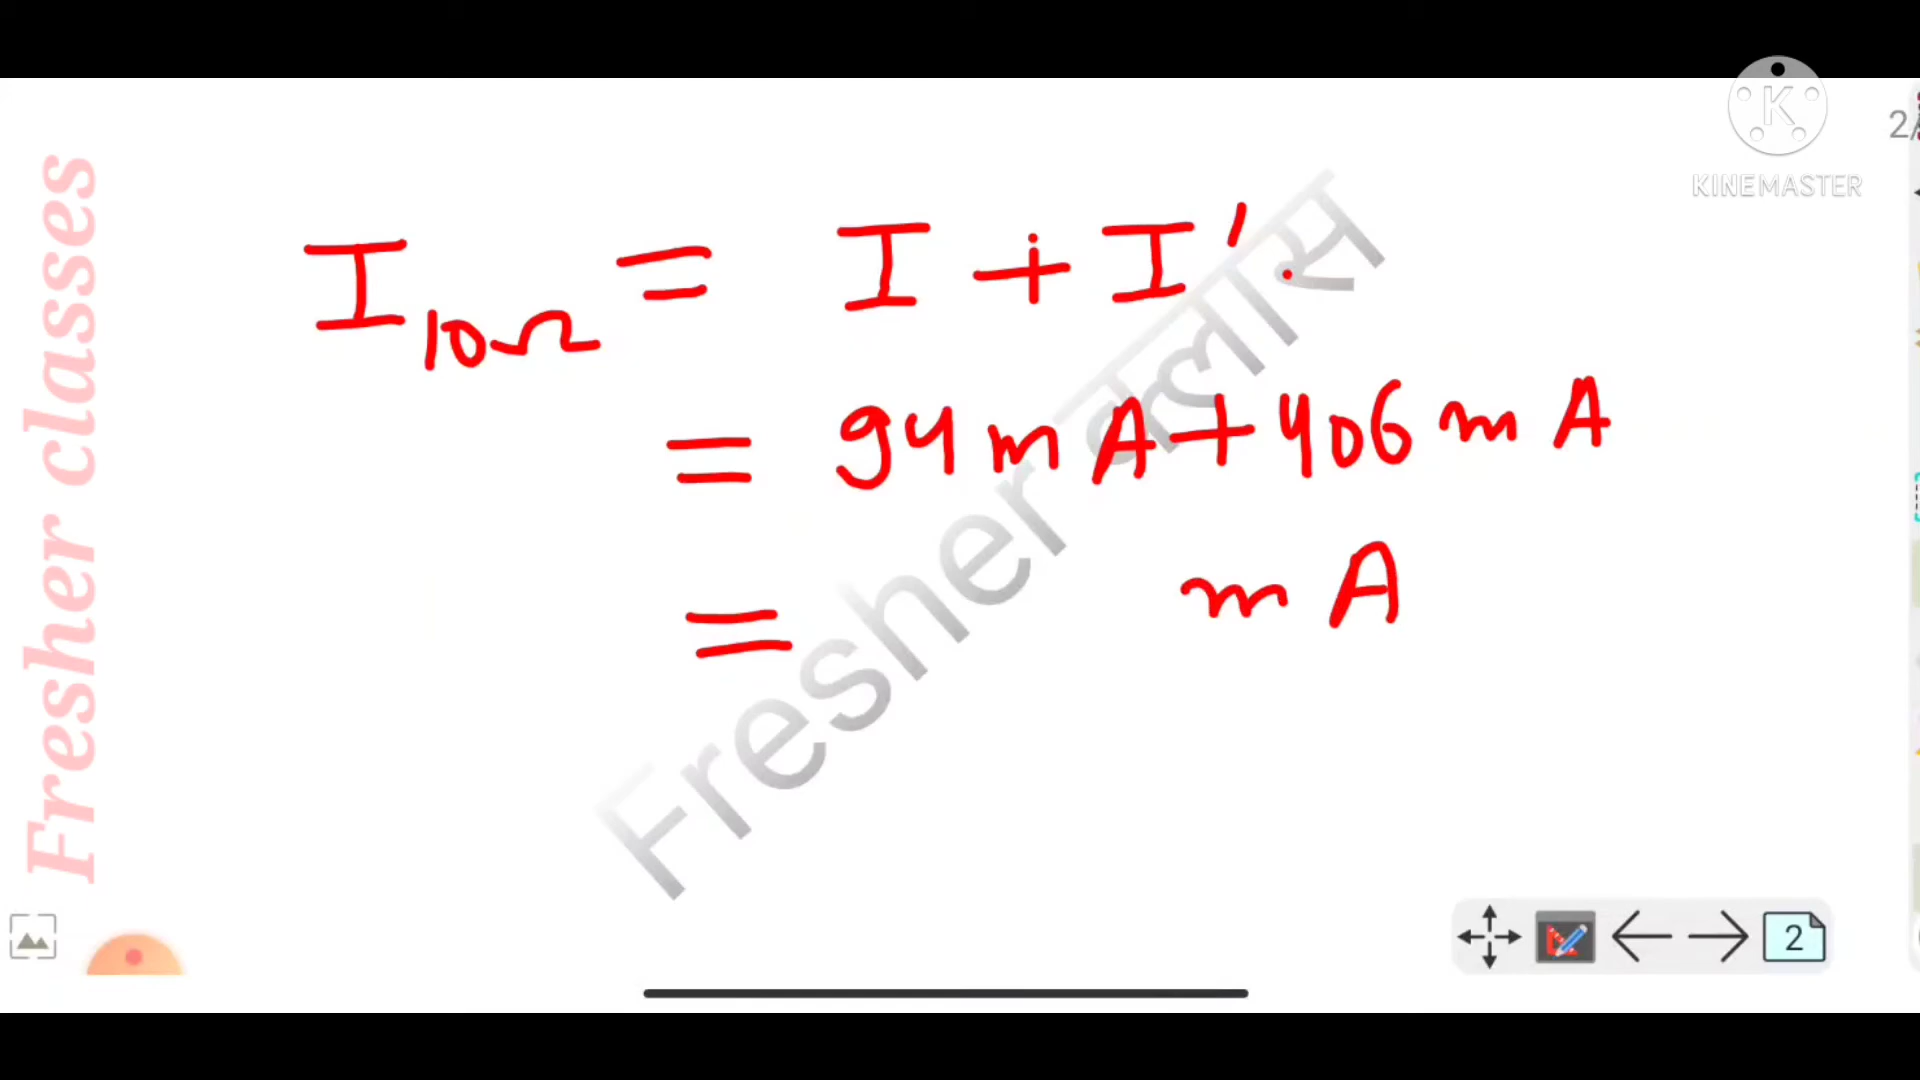 KINEMASTER
2/
Fresher classes
I10Ω = I + I'
= 94 mA + 406 mA
= mA
Fresher क्लास
2